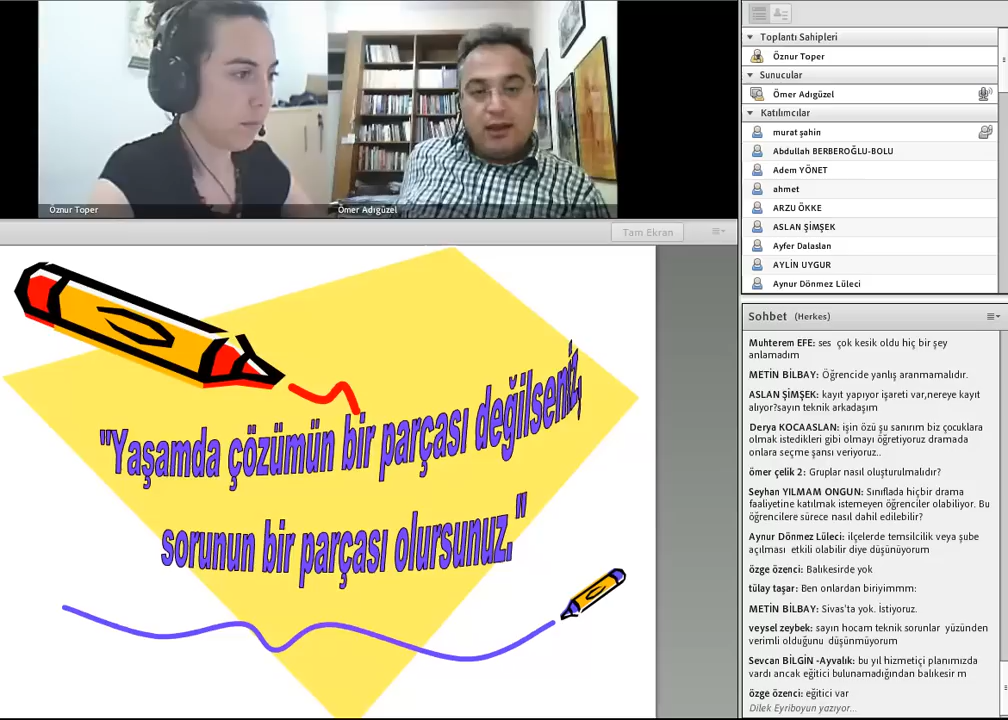 Öznur Toper
Ömer Adıgüzel
Tam Ekran
"Yaşamda çözümün bir parçası değilseniz,
sorunun bir parçası olursunuz."
Toplantı Sahipleri
Öznur Toper
Sunucular
Ömer Adıgüzel
Katılımcılar
murat şahin
Abdullah BERBEROĞLU-BOLU
Adem YÖNET
ahmet
ARZU ÖKKE
ASLAN ŞİMŞEK
Ayfer Dalaslan
AYLİN UYGUR
Aynur Dönmez Lüleci
Sohbet (Herkes)
Muhterem EFE: ses çok kesik oldu hiç bir şey
anlamadım
METİN BİLBAY: Öğrencide yanlış aranmamalıdır.
ASLAN ŞİMŞEK: kayıt yapıyor işareti var,nereye kayıt
alıyor?sayın teknik arkadaşım
Derya KOCAASLAN: işin özü şu sanırım biz çocuklara
olmak istedikleri gibi olmayı öğretiyoruz dramada
onlara seçme şansı veriyoruz..
ömer çelik 2: Gruplar nasıl oluşturulmalıdır?
Seyhan YILMAM ONGUN: Sınıflada hiçbir drama
faaliyetine katılmak istemeyen öğrenciler olabiliyor. Bu
öğrencilere sürece nasıl dahil edilebilir?
Aynur Dönmez Lüleci: ilçelerde temsilcilik veya şube
açılması etkili olabilir diye düşünüyorum
özge özenci: Balıkesirde yok
tülay taşar: Ben onlardan biriyimmm:
METİN BİLBAY: Sivas'ta yok. İstiyoruz.
veysel zeybek: sayın hocam teknik sorunlar yüzünden
verimli olduğunu düşünmüyorum
Sevcan BİLGİN -Ayvalık: bu yıl hizmetiçi planımızda
vardı ancak eğitici bulunamadığından balıkesir m
özge özenci: eğitici var
Dilek Eyriboyun yazıyor...